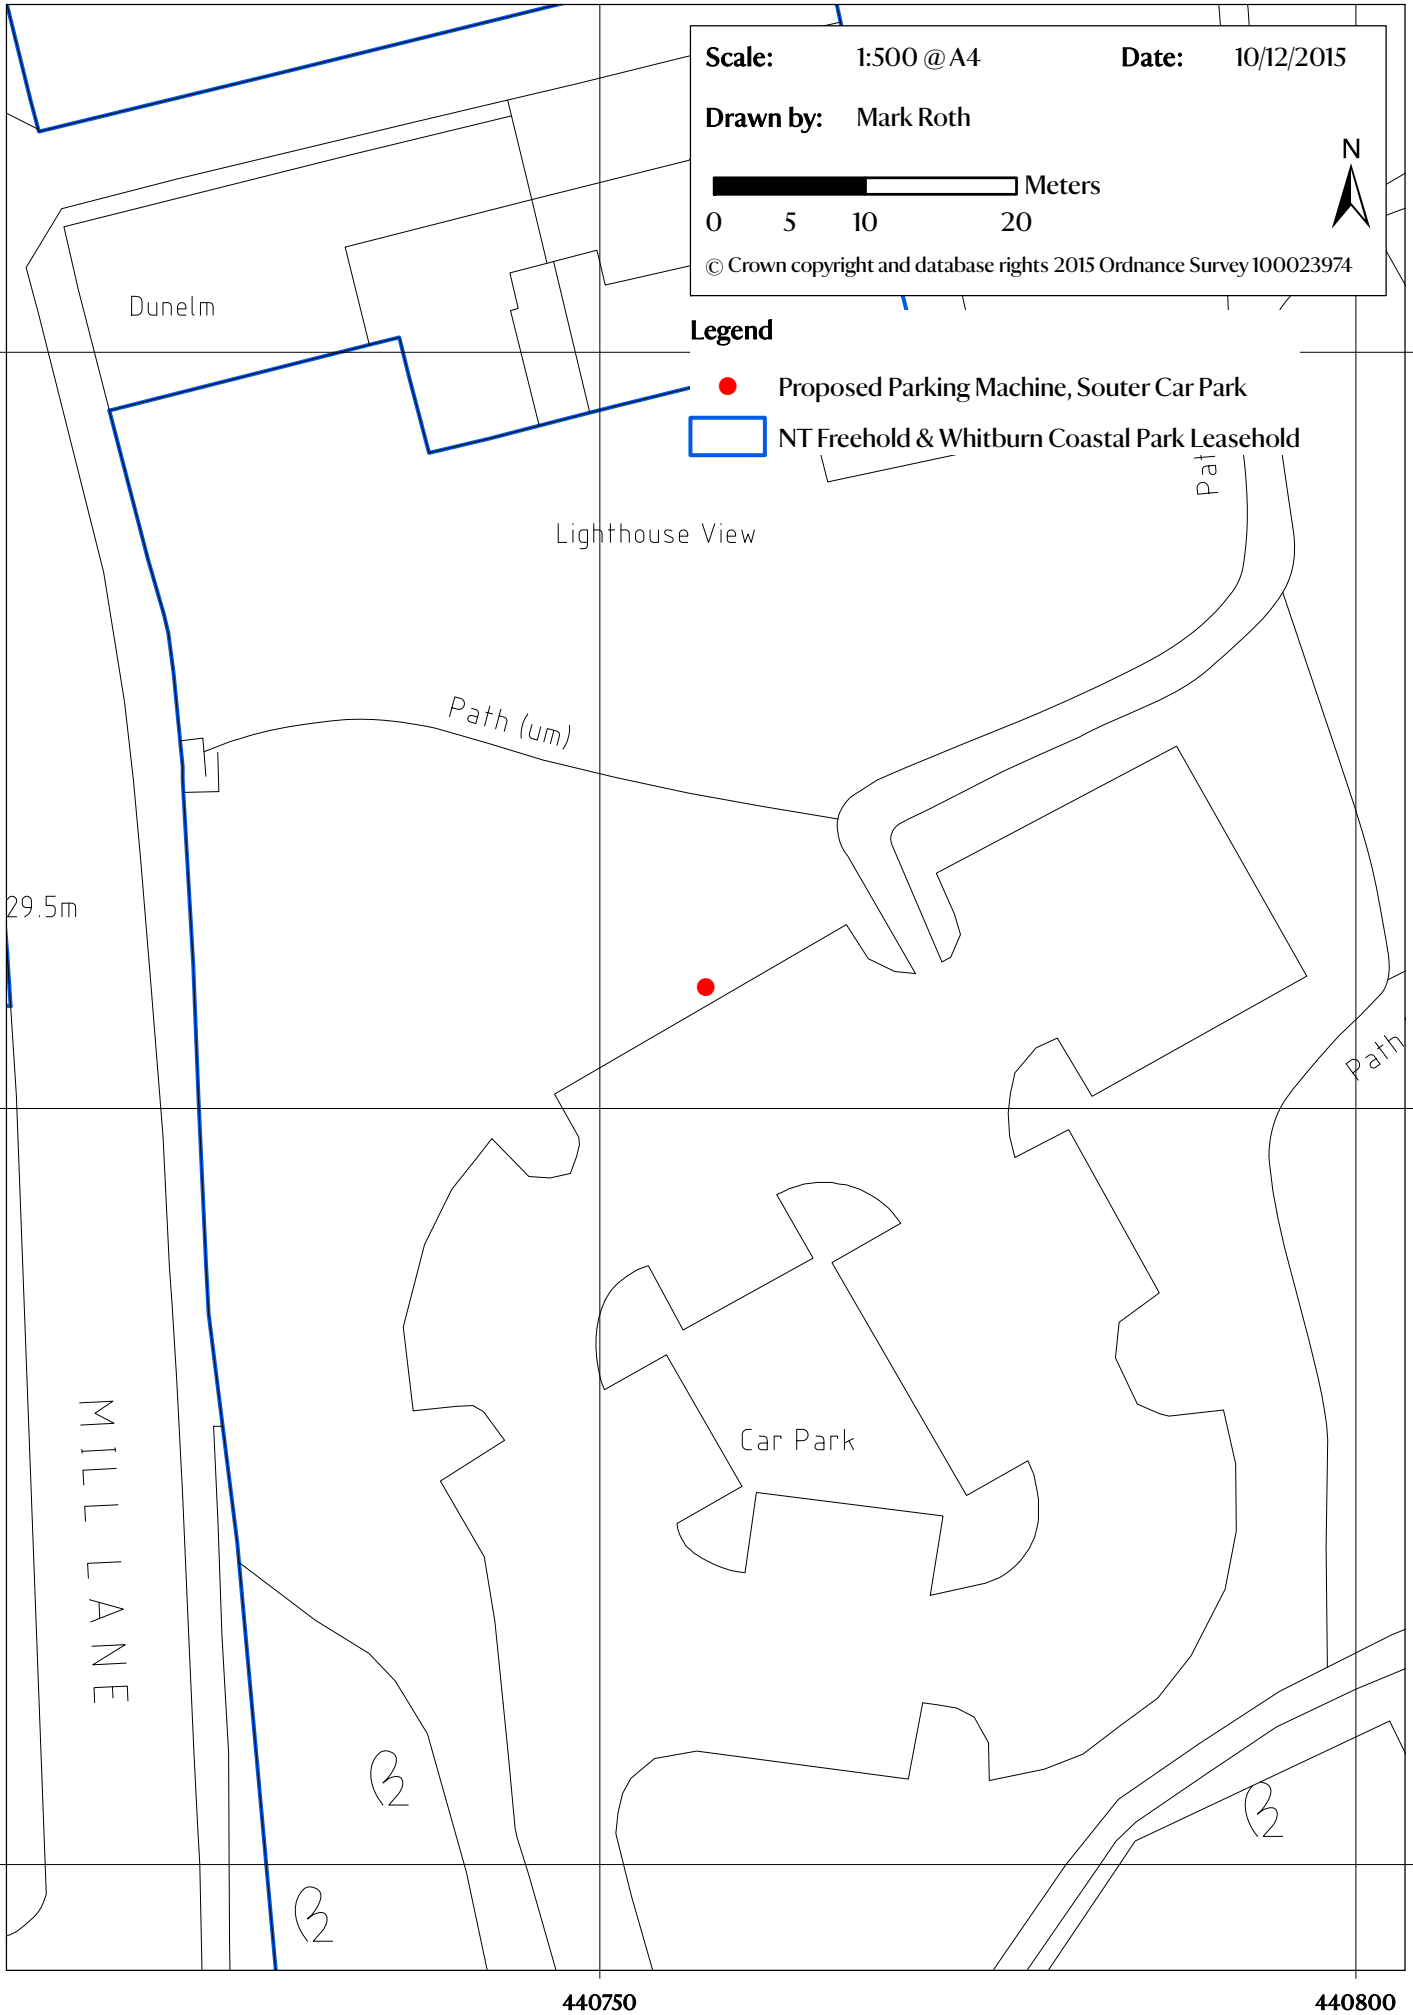 Scale: 1:500 @ A4 Date: 10/12/2015
Drawn by: Mark Roth
N
Meters
0 5 10 20
© Crown copyright and database rights 2015 Ordnance Survey 100023974
Dunelm
Legend
Proposed Parking Machine, Souter Car Park
NT Freehold & Whitburn Coastal Park Leasehold
Pat
Lighthouse View
Path (um)
29.5m
Path
Car Park
MILL LANE
440750 440800